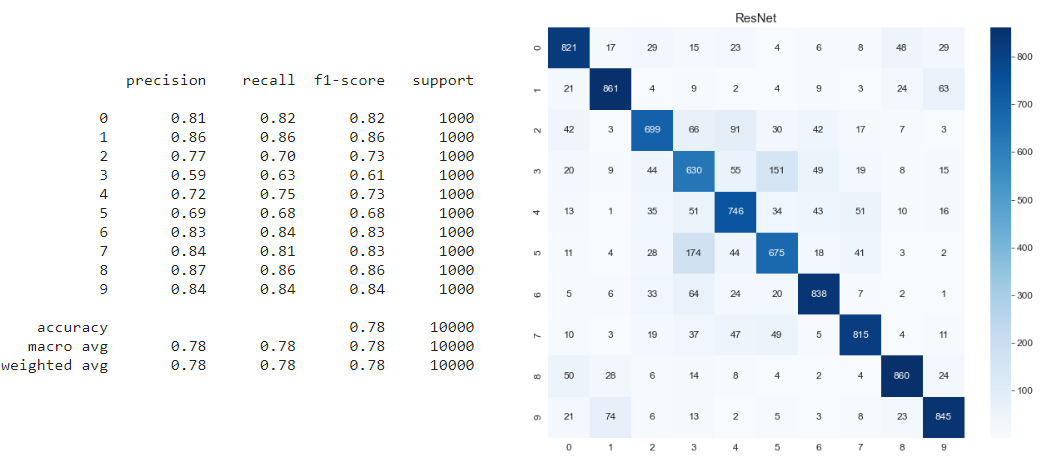 precision recall f1-score support
0 0.81 0.82 0.82 1000
1 0.86 0.86 0.86 1000
2 0.77 0.70 0.73 1000
3 0.59 0.63 0.61 1000
4 0.72 0.75 0.73 1000
5 0.69 0.68 0.68 1000
6 0.83 0.84 0.83 1000
7 0.84 0.81 0.83 1000
8 0.87 0.86 0.86 1000
9 0.84 0.84 0.84 1000
accuracy 0.78 10000
macro avg 0.78 0.78 0.78 10000
weighted avg 0.78 0.78 0.78 10000
ResNet
0 821 17 29 15 23 4 6 8 48 29
1 21 861 4 9 2 4 9 3 24 63
2 42 3 699 66 91 30 42 17 7 3
3 20 9 44 630 55 151 49 19 8 15
4 13 1 35 51 746 34 43 51 10 16
5 11 4 28 174 44 675 18 41 3 2
6 5 6 33 64 24 20 838 7 2 1
7 10 3 19 37 47 49 5 815 4 11
8 50 28 6 14 8 4 2 4 860 24
9 21 74 6 13 2 5 3 8 23 845
0 1 2 3 4 5 6 7 8 9
800
700
600
500
400
300
200
100